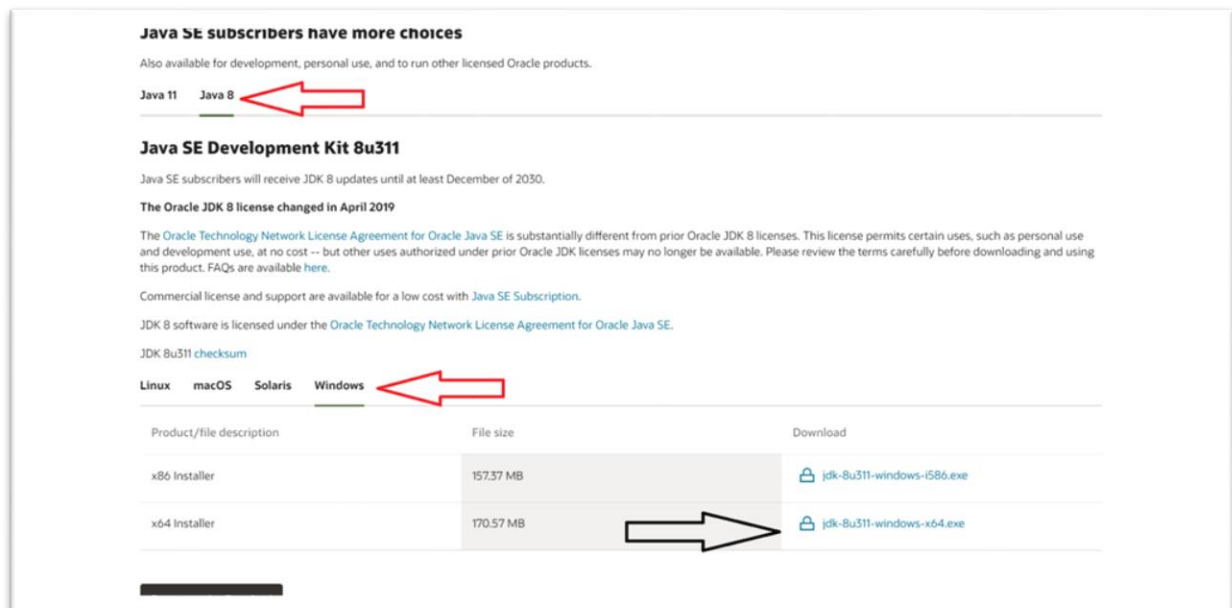 Java SE subscribers have more choices
Also available for development, personal use, and to run other licensed Oracle products.
Java 11 Java 8
Java SE Development Kit 8u311
Java SE subscribers will receive JDK 8 updates until at least December of 2030.
The Oracle JDK 8 license changed in April 2019
The Oracle Technology Network License Agreement for Oracle Java SE is substantially different from prior Oracle JDK 8 licenses. This license permits certain uses, such as personal use
and development use, at no cost -- but other uses authorized under prior Oracle JDK licenses may no longer be available. Please review the terms carefully before downloading and using
this product. FAQs are available here.
Commercial license and support are available for a low cost with Java SE Subscription.
JDK 8 software is licensed under the Oracle Technology Network License Agreement for Oracle Java SE.
JDK 8u311 checksum
Linux macOS Solaris Windows
Product/file description File size Download
x86 Installer 157.37 MB jdk-8u311-windows-i586.exe
x64 Installer 170.57 MB jdk-8u311-windows-x64.exe